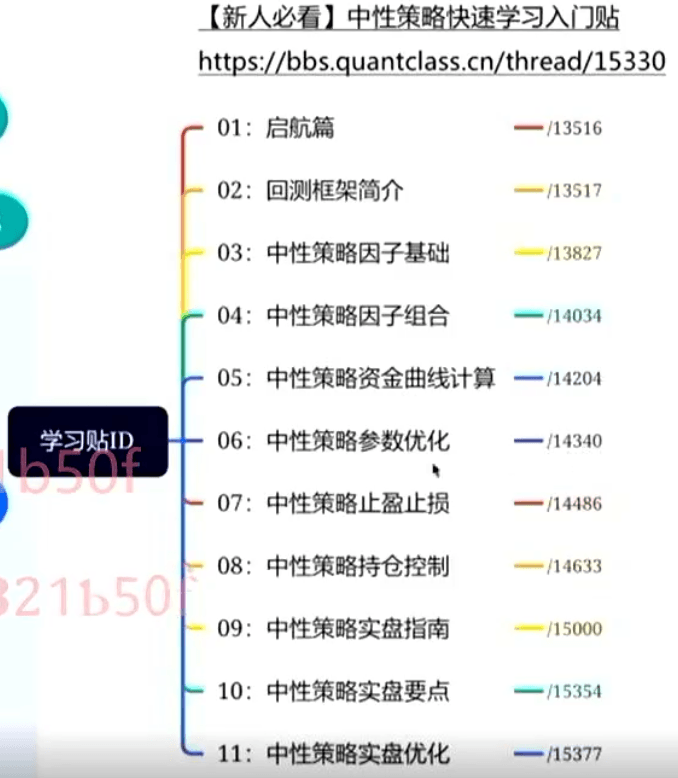 【新人必看】中性策略快速学习入门贴
https://bbs.quantclass.cn/thread/15330
01：启航篇 /13516
02：回测框架简介 /13517
03：中性策略因子基础 /13827
04：中性策略因子组合 /14034
05：中性策略资金曲线计算 /14204
学习贴ID
06：中性策略参数优化 /14340
1b50f
07：中性策略止盈止损 /14486
08：中性策略持仓控制 /14633
321b50f
09：中性策略实盘指南 /15000
10：中性策略实盘要点 /15354
11：中性策略实盘优化 /15377